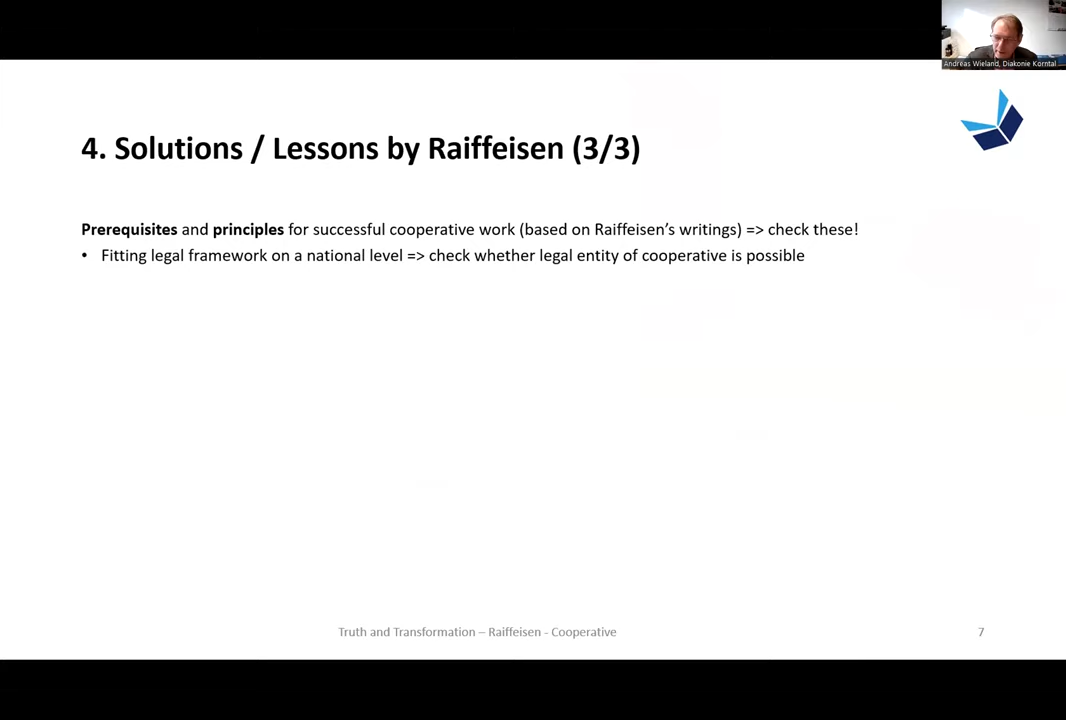 Andreas Wieland, Diakonie Korntal
4. Solutions / Lessons by Raiffeisen (3/3)
Prerequisites and principles for successful cooperative work (based on Raiffeisen’s writings) => check these!
• Fitting legal framework on a national level => check whether legal entity of cooperative is possible
Truth and Transformation – Raiffeisen - Cooperative
7